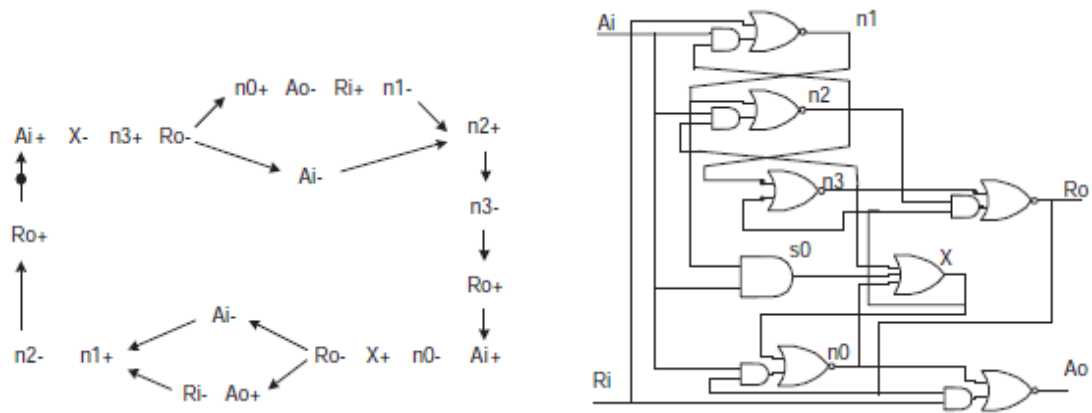 n0+ Ao- Ri+ n1-
Ai+ X- n3+ Ro-
n2+
Ai-
n3-
Ro+
Ro+
Ai-
n2- n1+ Ro- X+ n0- Ai+
Ri- Ao+
Ai
n1
n2
n3
Ro
s0
X
n0
Ri
Ao